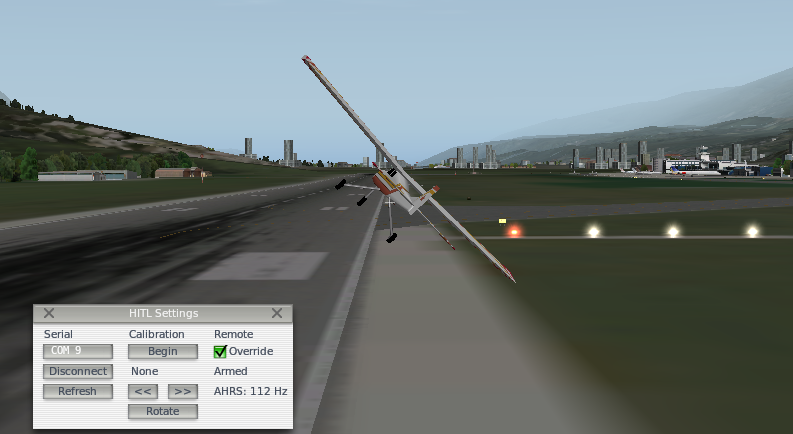 HITL Settings
Serial Calibration Remote
COM 9 Begin Override
Disconnect None Armed
Refresh << >> AHRS: 112 Hz
Rotate